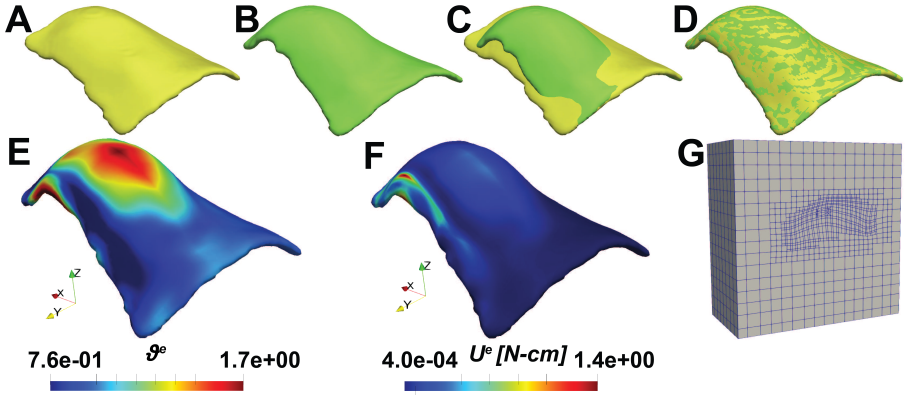 A B C D
E F G
Z
X
Y
Z
X
Y
7.6e-01 ϑᵉ 1.7e+00
4.0e-04 Uᵉ [N-cm] 1.4e+00